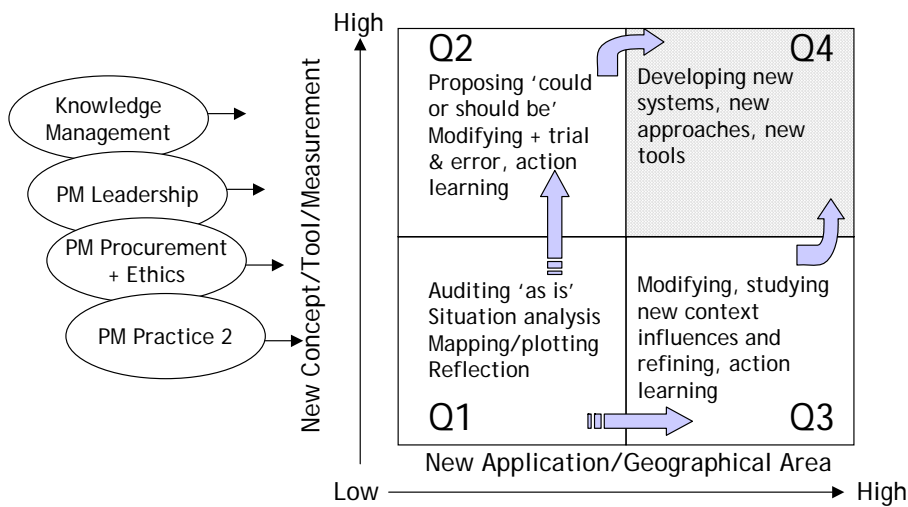 High
Knowledge
Management
PM Leadership
PM Procurement
+ Ethics
PM Practice 2
New Concept/Tool/Measurement
Q2
Proposing ‘could
or should be’
Modifying + trial
& error, action
learning
Q4
Developing new
systems, new
approaches, new
tools
Auditing ‘as is’
Situation analysis
Mapping/plotting
Reflection
Q1
Modifying, studying
new context
influences and
refining, action
learning
Q3
New Application/Geographical Area
Low
High